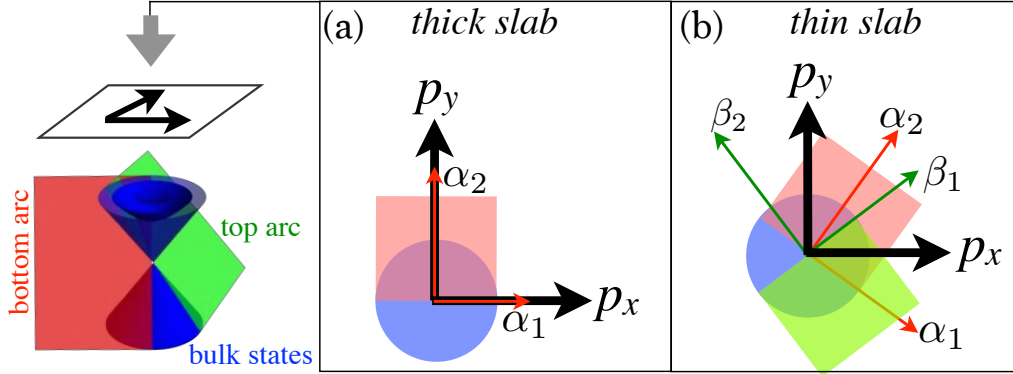 bottom arc
top arc
bulk states
(a) thick slab
p_y
α_2
α_1
p_x
(b) thin slab
p_y
β_2
α_2
β_1
p_x
α_1